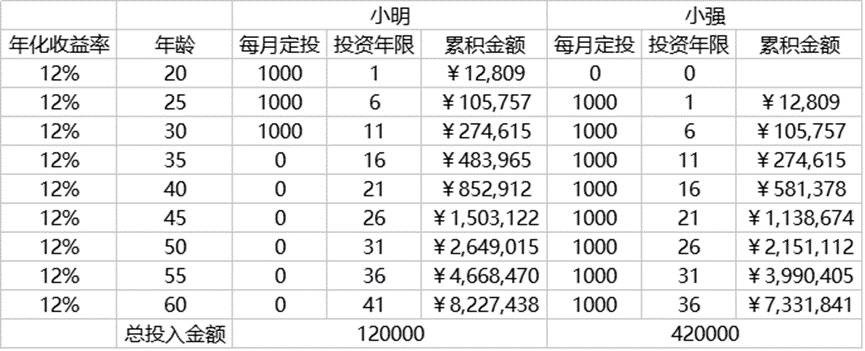 小明 小强
年化收益率 年龄 每月定投 投资年限 累积金额 每月定投 投资年限 累积金额
12% 20 1000 1 ￥12,809 0 0
12% 25 1000 6 ￥105,757 1000 1 ￥12,809
12% 30 1000 11 ￥274,615 1000 6 ￥105,757
12% 35 0 16 ￥483,965 1000 11 ￥274,615
12% 40 0 21 ￥852,912 1000 16 ￥581,378
12% 45 0 26 ￥1,503,122 1000 21 ￥1,138,674
12% 50 0 31 ￥2,649,015 1000 26 ￥2,151,112
12% 55 0 36 ￥4,668,470 1000 31 ￥3,990,405
12% 60 0 41 ￥8,227,438 1000 36 ￥7,331,841
总投入金额 120000 420000